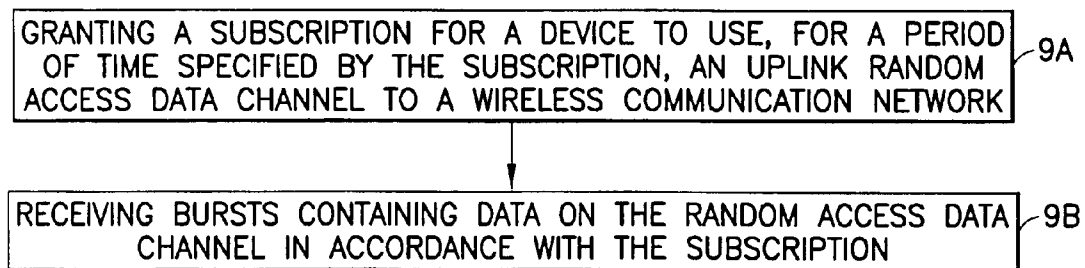 GRANTING A SUBSCRIPTION FOR A DEVICE TO USE, FOR A PERIOD
OF TIME SPECIFIED BY THE SUBSCRIPTION, AN UPLINK RANDOM
ACCESS DATA CHANNEL TO A WIRELESS COMMUNICATION NETWORK
9A
RECEIVING BURSTS CONTAINING DATA ON THE RANDOM ACCESS DATA
CHANNEL IN ACCORDANCE WITH THE SUBSCRIPTION
9B